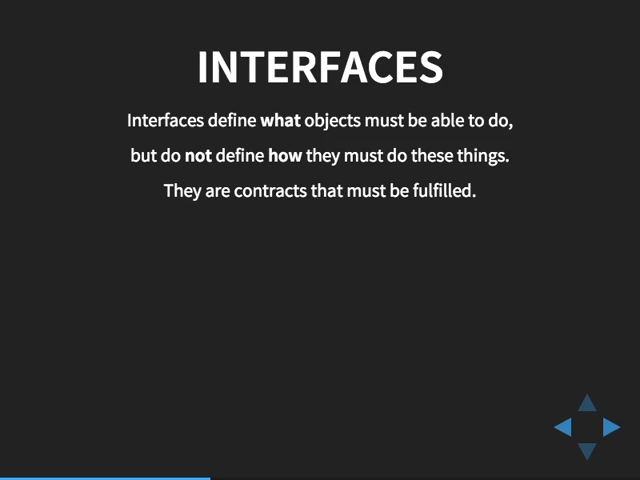 INTERFACES
Interfaces define what objects must be able to do,
but do not define how they must do these things.
They are contracts that must be fulfilled.